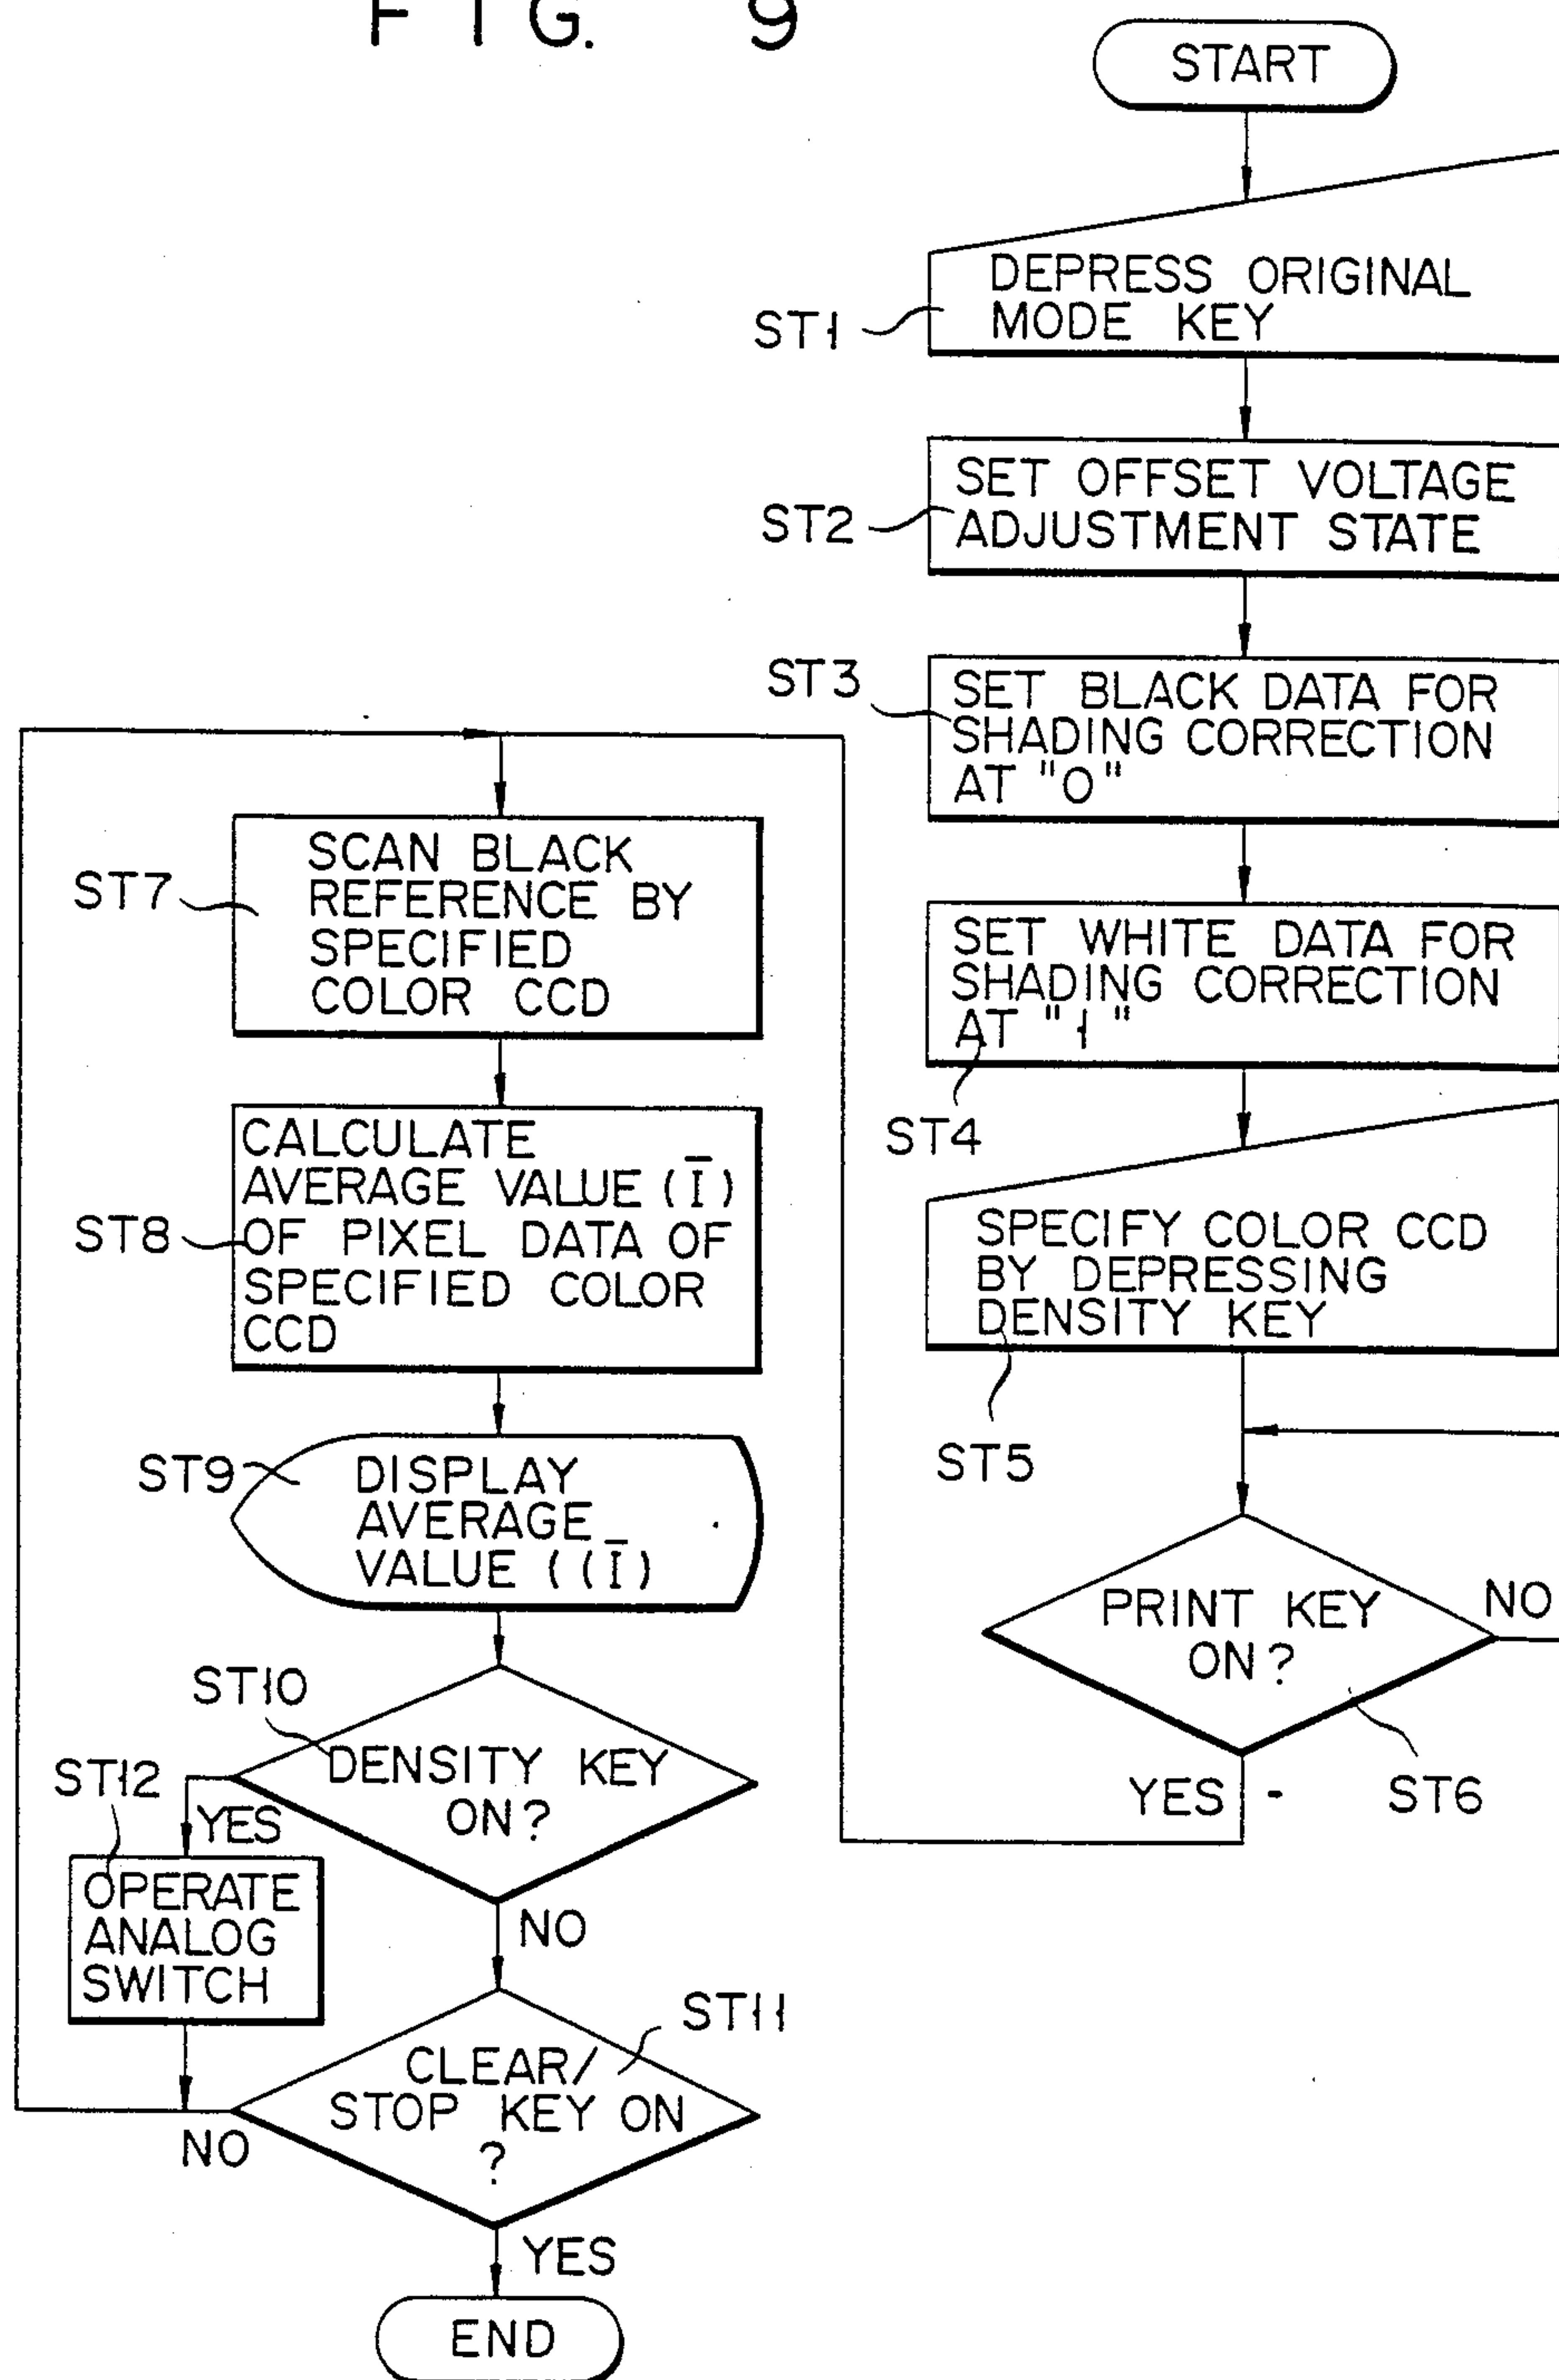 FIG. 9
START
DEPRESS ORIGINAL
MODE KEY
ST1
SET OFFSET VOLTAGE
ADJUSTMENT STATE
ST2
SET BLACK DATA FOR
SHADING CORRECTION
AT "0"
ST3
SET WHITE DATA FOR
SHADING CORRECTION
AT "1"
ST4
SPECIFY COLOR CCD
BY DEPRESSING
DENSITY KEY
ST5
PRINT KEY
ON?
NO
YES -
ST6
SCAN BLACK
REFERENCE BY
SPECIFIED
COLOR CCD
ST7
CALCULATE
AVERAGE VALUE (Ī)
OF PIXEL DATA OF
SPECIFIED COLOR
CCD
ST8
DISPLAY
AVERAGE
VALUE ((Ī)
ST9
ST10
DENSITY KEY
ON?
YES
NO
ST12
OPERATE
ANALOG
SWITCH
ST11
CLEAR/
STOP KEY ON
?
NO
YES
END